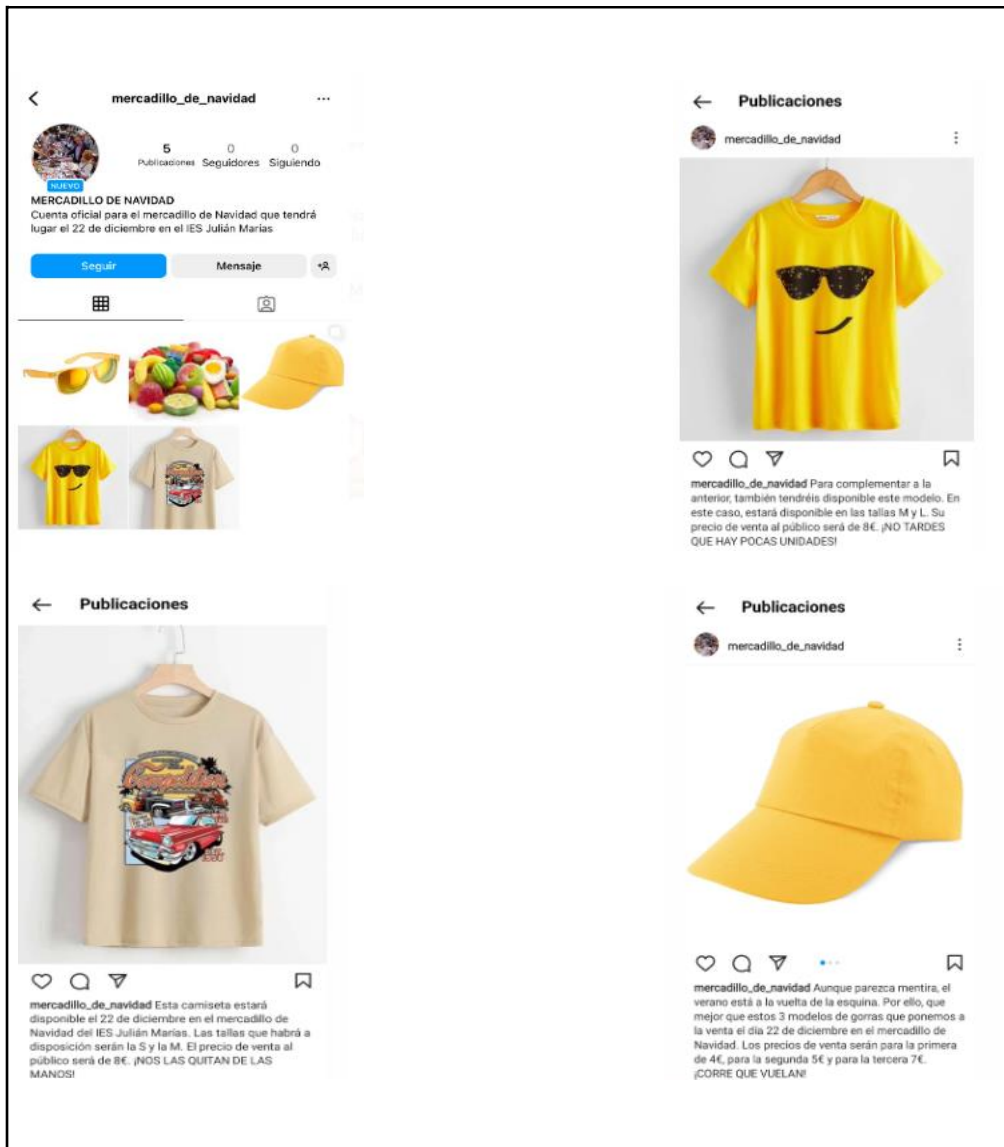 mercadillo_de_navidad
5 0 0
Publicaciones Seguidores Siguiendo
NUEVO
MERCADILLO DE NAVIDAD
Cuenta oficial para el mercadillo de Navidad que tendrá
lugar el 22 de diciembre en el IES Julián Marías
Seguir Mensaje
Publicaciones
mercadillo_de_navidad
mercadillo_de_navidad Para complementar a la
anterior, también tendréis disponible este modelo. En
este caso, estará disponible en las tallas M y L. Su
precio de venta al público será de 8€. ¡NO TARDES
QUE HAY POCAS UNIDADES!
Publicaciones
mercadillo_de_navidad Esta camiseta estará
disponible el 22 de diciembre en el mercadillo de
Navidad del IES Julián Marías. Las tallas que habrá a
disposición serán la S y la M. El precio de venta al
público será de 8€. ¡NOS LAS QUITAN DE LAS
MANOS!
Publicaciones
mercadillo_de_navidad
mercadillo_de_navidad Aunque parezca mentira, el
verano está a la vuelta de la esquina. Por ello, que
mejor que estos 3 modelos de gorras que ponemos a
la venta el día 22 de diciembre en el mercadillo de
Navidad. Los precios de venta serán para la primera
de 4€, para la segunda 5€ y para la tercera 7€.
¡CORRE QUE VUELAN!